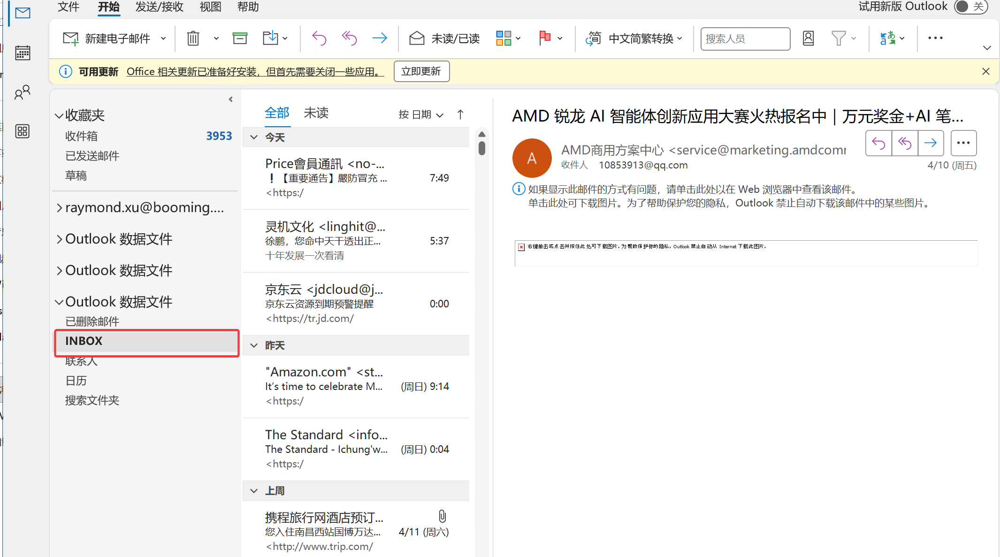 文件 开始 发送/接收 视图 帮助 试用新版 Outlook 关
新建电子邮件 未读/已读 中文简繁转换 搜索人员
可用更新 Office 相关更新已准备好安装，但首先需要关闭一些应用。 立即更新
收藏夹
收件箱 3953
已发送邮件
草稿
raymond.xu@booming....
Outlook 数据文件
Outlook 数据文件
Outlook 数据文件
已删除邮件
INBOX
联系人
日历
搜索文件夹
全部 未读 按 日期
今天
Price會員通訊 <no-...
❗【重要通告】嚴防冒充 ... 7:49
<https:/
灵机文化 <linghit@...
徐鹏，您命中天干透出正... 5:37
十年发展一次看清
京东云 <jdcloud@j...
京东云资源到期预警提醒 0:00
<https://tr.jd.com/
昨天
"Amazon.com" <st...
It’s time to celebrate M... (周日) 9:14
<https:/
The Standard <info...
The Standard - Ichung'w... (周日) 0:04
<https:/
上周
携程旅行网酒店预订...
您入住南昌西站国博万达... 4/11 (周六)
<http://www.trip.com/
AMD 锐龙 AI 智能体创新应用大赛火热报名中 | 万元奖金+AI 笔...
A
AMD商用方案中心 <service@marketing.amdcom
收件人 10853913@qq.com 4/10 (周五)
如果显示此邮件的方式有问题，请单击此处以在 Web 浏览器中查看该邮件。
单击此处可下载图片。为了帮助保护您的隐私，Outlook 禁止自动下载该邮件中的某些图片。
右键单击或点击并按住此处可下载图片。为帮助保护你的隐私，Outlook 禁止自动从 Internet 下载此图片。